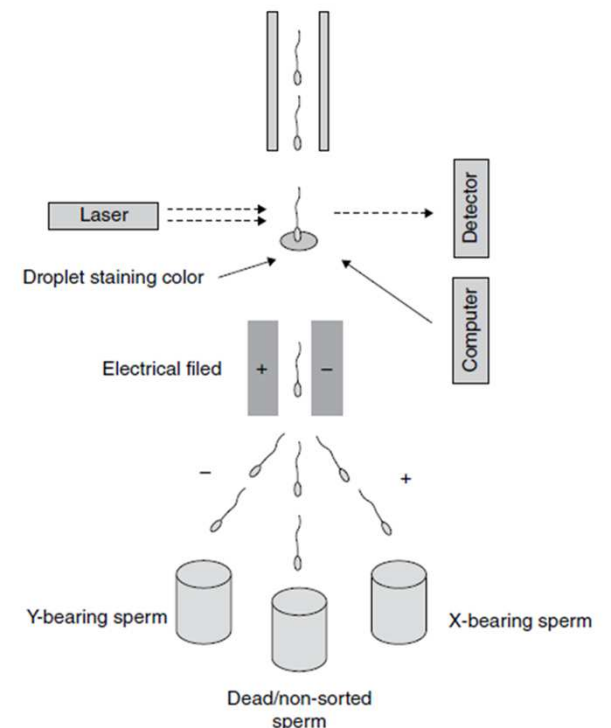 Laser
Detector
Droplet staining color
Computer
Electrical filed
+
–
–
+
Y-bearing sperm
X-bearing sperm
Dead/non-sorted
sperm